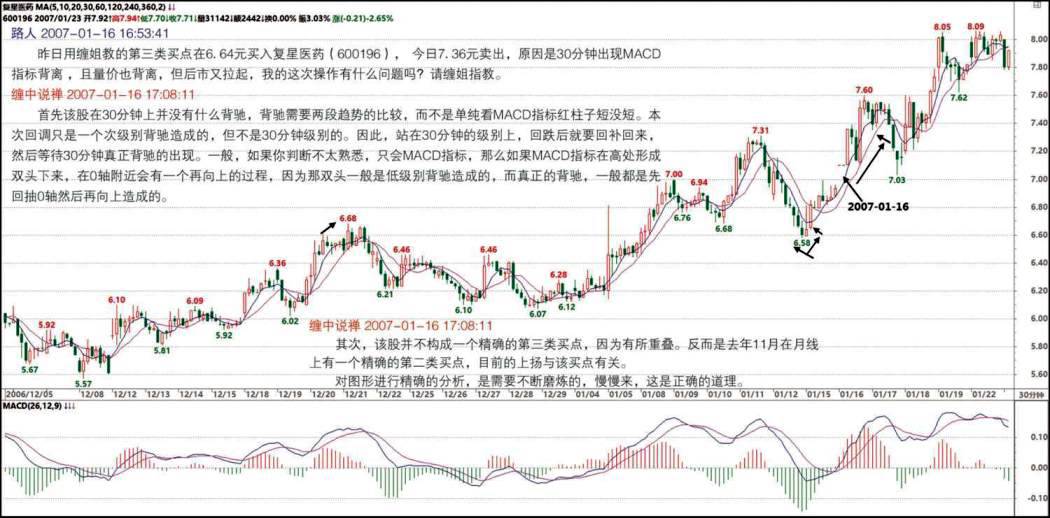 复星医药 MA(5,10,20,30,60,120,240,360,2) ↓↓
600196 2007/01/23 开7.92↑高7.94↑低7.70↓收7.71↓量31142↓额2442↓换0.00% 振3.03% 涨(-0.21)-2.65%
路人 2007-01-16 16:53:41
昨日用缠姐教的第三类买点在6.64元买入复星医药(600196),今日7.36元卖出,原因是30分钟出现MACD
指标背离,且量价也背离,但后市又拉起,我的这次操作有什么问题吗?请缠姐指教。
缠中说禅 2007-01-16 17:08:11
首先该股在30分钟上并没有什么背驰,背驰需要两段趋势的比较,而不是单纯看MACD指标红柱子短没短。本
次回调只是一个次级别背驰造成的,但不是30分钟级别的。因此,站在30分钟的级别上,回跌后就要回补回来,
然后等待30分钟真正背驰的出现。一般,如果你判断不太熟悉,只会MACD指标,那么如果MACD指标在高处形成
双头下来,在0轴附近会有一个再向上的过程,因为那双头一般是低级别背驰造成的,而真正的背驰,一般都是先
回抽0轴然后再向上造成的。
8.05 8.09
8.00
7.80
7.60
7.60
7.62
7.40
7.31
7.20
7.00 6.94
7.03
7.00
2007-01-16
6.76 6.68
6.80
6.68
6.58
6.60
6.46 6.46
6.40
6.36
6.28
6.21
6.20
6.10 6.09 6.02 6.10 6.07 6.12
6.00
5.92 5.92
5.81
5.80
5.67
5.57
5.60
缠中说禅 2007-01-16 17:08:11
其次,该股并不构成一个精确的第三类买点,因为有所重叠。反而是去年11月在月线
上有一个精确的第二类买点,目前的上扬与该买点有关。
对图形进行精确的分析,是需要不断磨炼的,慢慢来,这是正确的道理。
2006/12/05 12/08 12/12 12/13 12/14 12/15 12/18 12/19 12/20 12/21 12/22 12/25 12/26 12/27 12/28 12/29 01/04 01/05 01/08 01/09 01/10 01/11 01/12 01/15 01/16 01/17 01/18 01/19 01/22 30分钟
MACD(26,12,9) ↓↓↓
0.10
0.00
-0.10